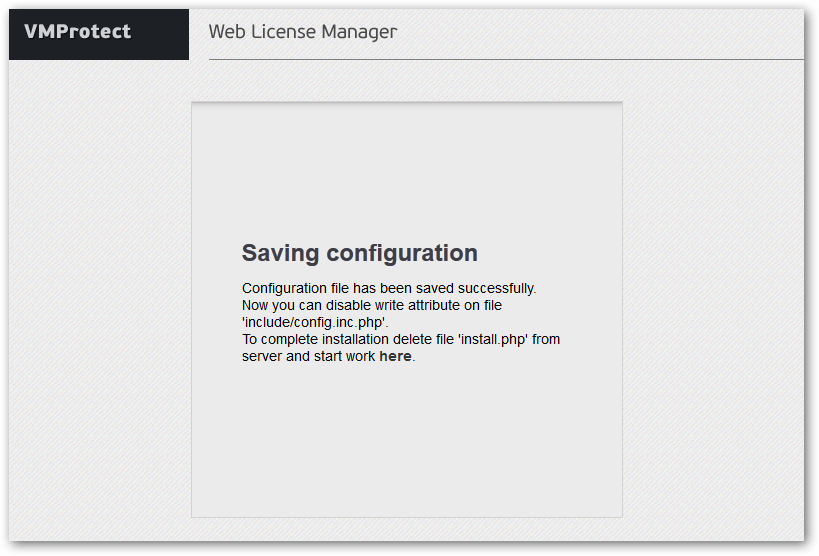 VMProtect
Web License Manager
Saving configuration
Configuration file has been saved successfully.
Now you can disable write attribute on file
'include/config.inc.php'.
To complete installation delete file 'install.php' from
server and start work here.